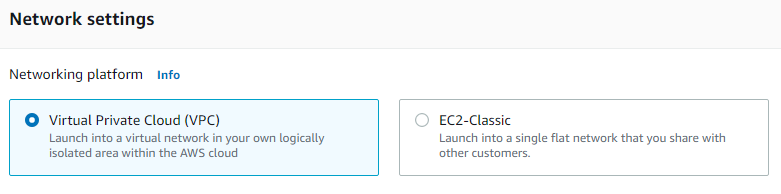 Network settings
Networking platform Info
Virtual Private Cloud (VPC)
Launch into a virtual network in your own logically
isolated area within the AWS cloud
EC2-Classic
Launch into a single flat network that you share with
other customers.